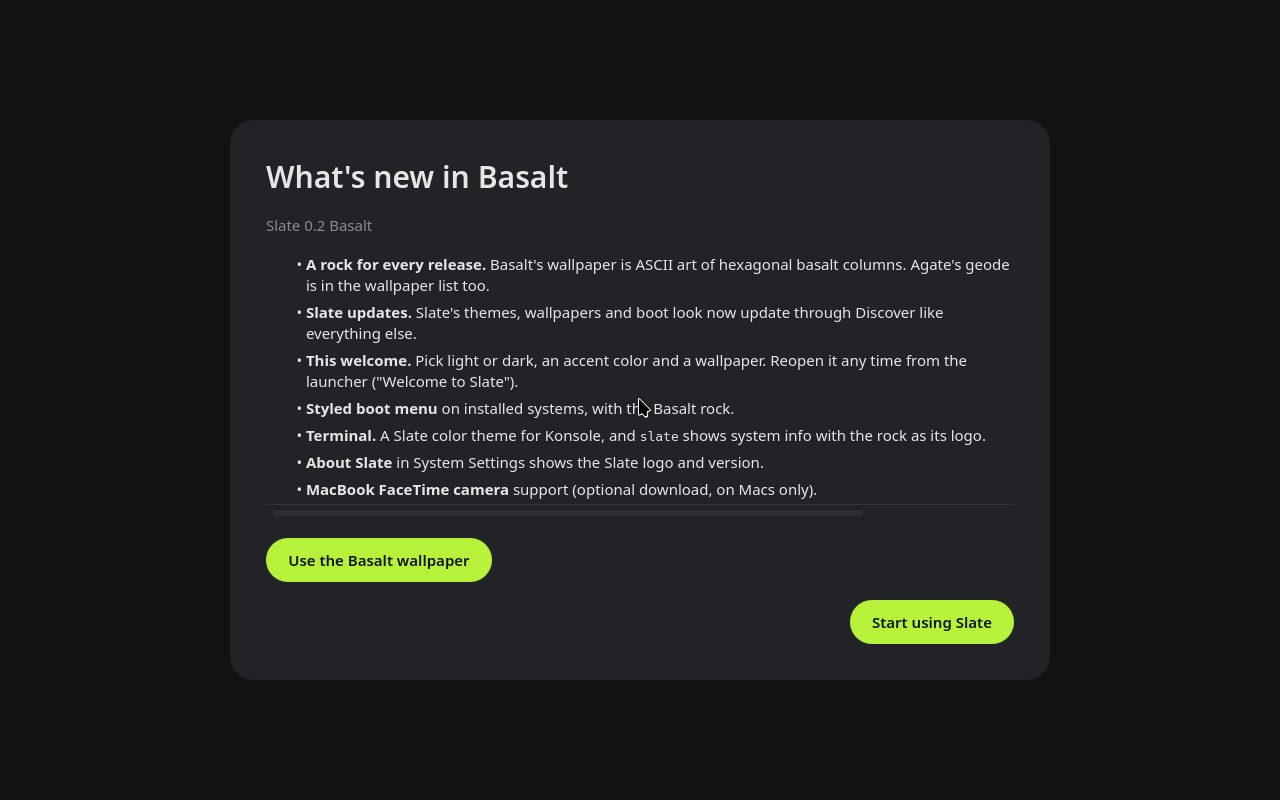 What's new in Basalt
Slate 0.2 Basalt
• A rock for every release. Basalt's wallpaper is ASCII art of hexagonal basalt columns. Agate's geode
is in the wallpaper list too.
• Slate updates. Slate's themes, wallpapers and boot look now update through Discover like
everything else.
• This welcome. Pick light or dark, an accent color and a wallpaper. Reopen it any time from the
launcher ("Welcome to Slate").
• Styled boot menu on installed systems, with the Basalt rock.
• Terminal. A Slate color theme for Konsole, and slate shows system info with the rock as its logo.
• About Slate in System Settings shows the Slate logo and version.
• MacBook FaceTime camera support (optional download, on Macs only).
Use the Basalt wallpaper
Start using Slate